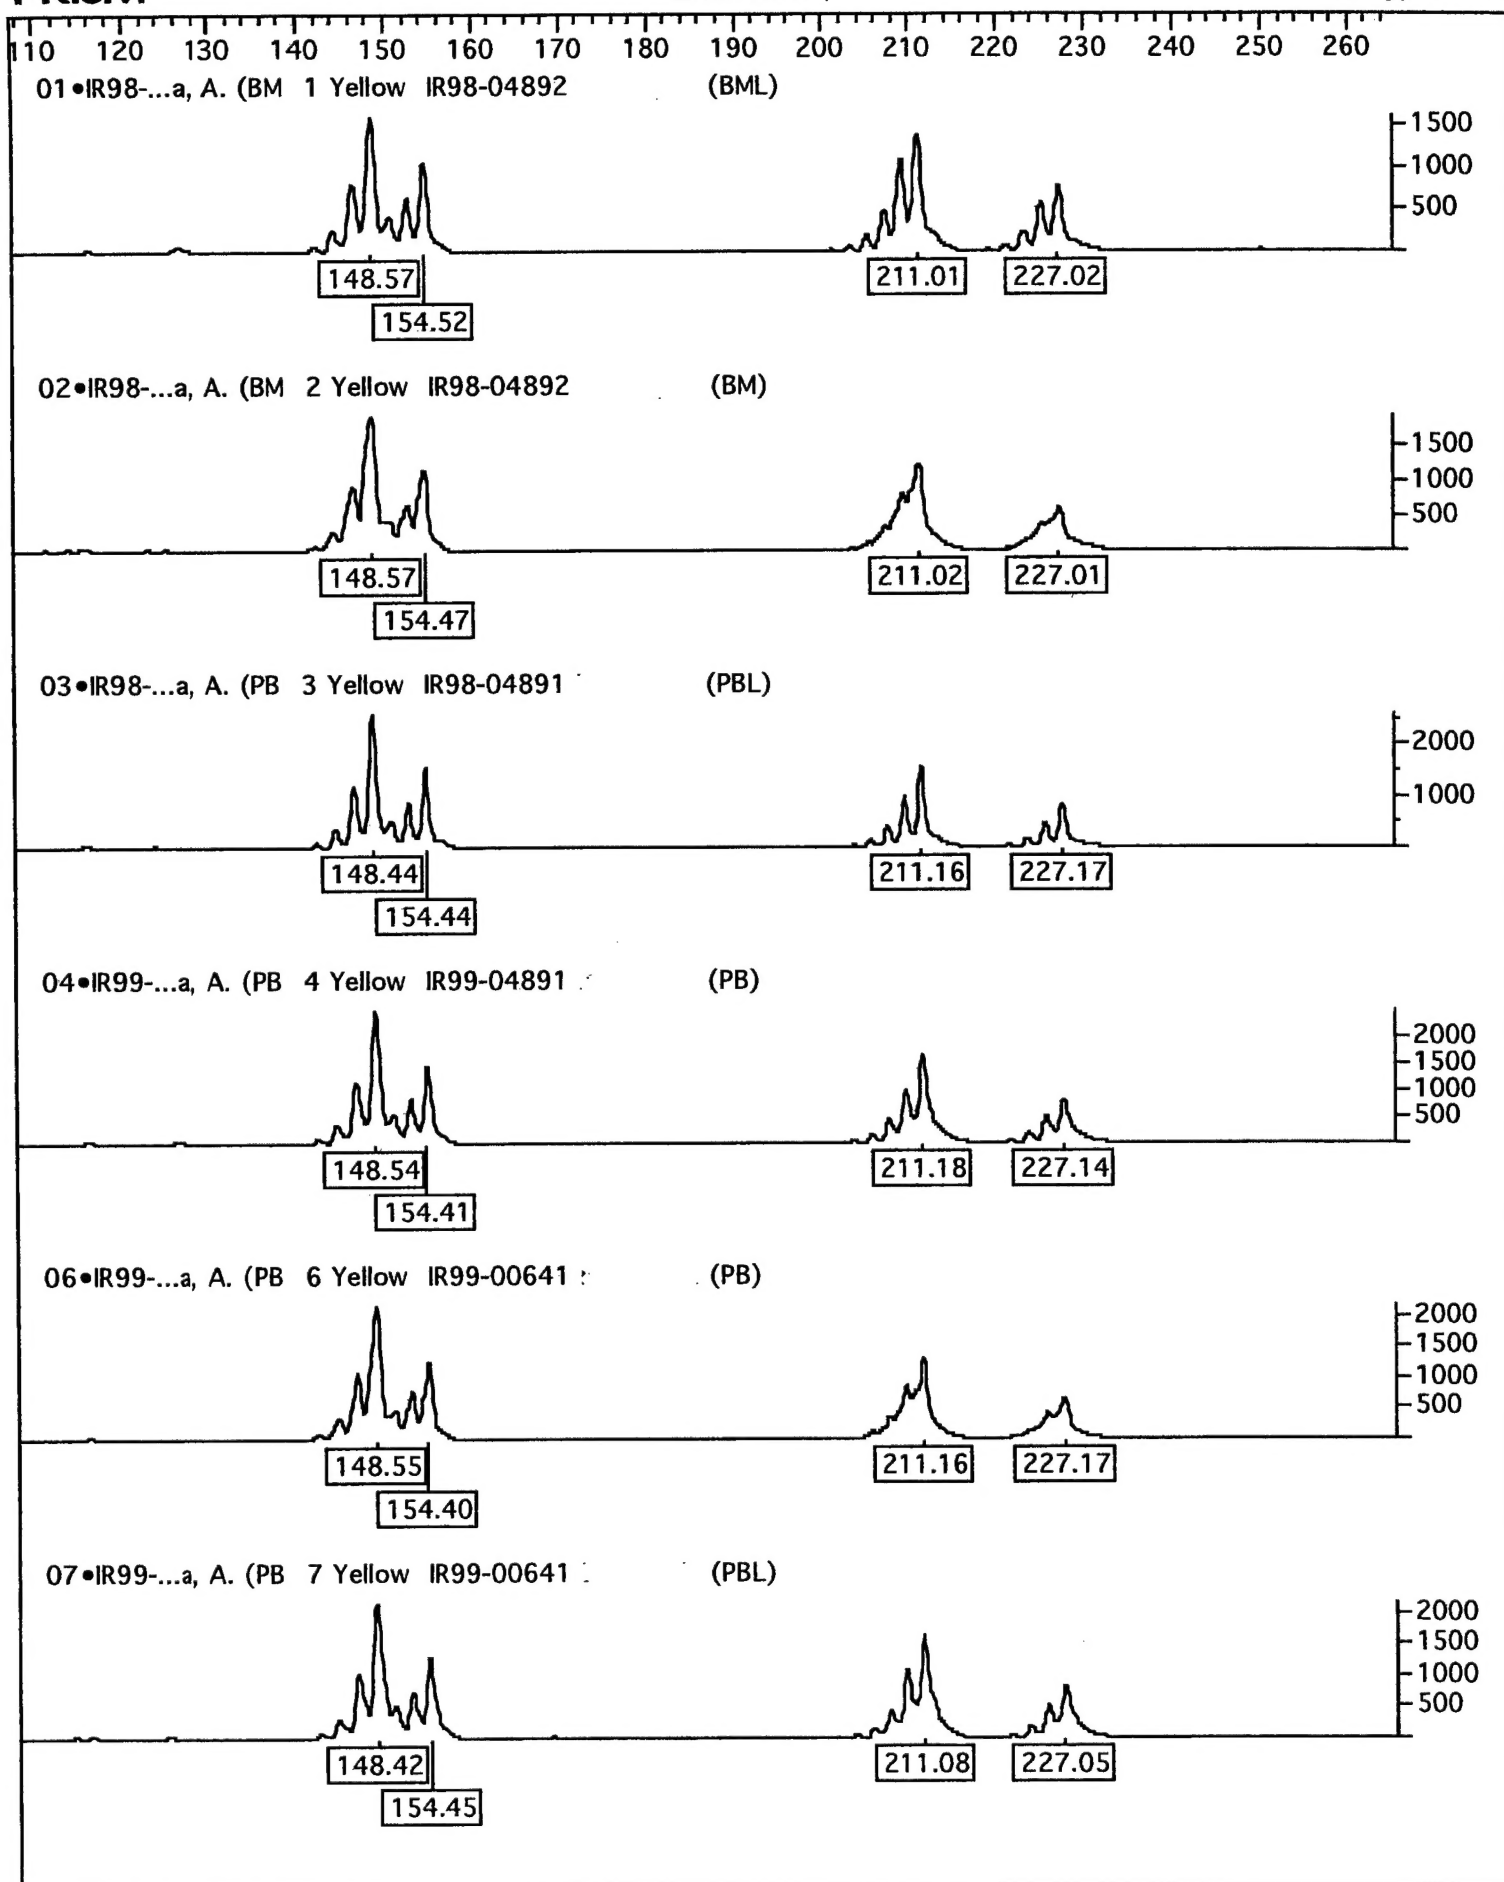 110 120 130 140 150 160 170 180 190 200 210 220 230 240 250 260
01•IR98-...a, A. (BM 1 Yellow IR98-04892 (BML)
1500
1000
500
148.57 211.01 227.02
154.52
02•IR98-...a, A. (BM 2 Yellow IR98-04892 (BM)
1500
1000
500
148.57 211.02 227.01
154.47
03•IR98-...a, A. (PB 3 Yellow IR98-04891 (PBL)
2000
1000
148.44 211.16 227.17
154.44
04•IR99-...a, A. (PB 4 Yellow IR99-04891 (PB)
2000
1500
1000
500
148.54 211.18 227.14
154.41
06•IR99-...a, A. (PB 6 Yellow IR99-00641 (PB)
2000
1500
1000
500
148.55 211.16 227.17
154.40
07•IR99-...a, A. (PB 7 Yellow IR99-00641 (PBL)
2000
1500
1000
500
148.42 211.08 227.05
154.45